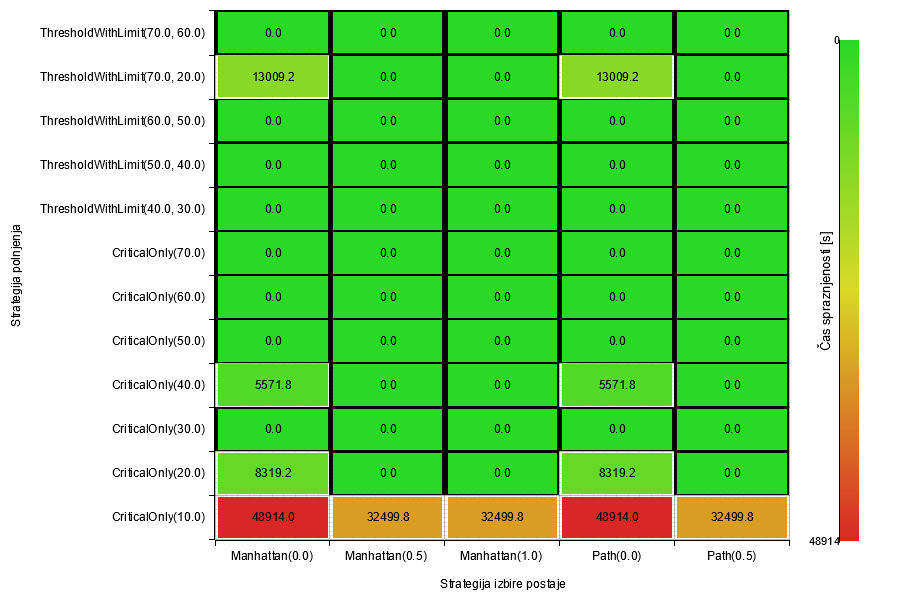 ThresholdWithLimit(70.0, 60.0) 0.0 0.0 0.0 0.0 0.0
ThresholdWithLimit(70.0, 20.0) 13009.2 0.0 0.0 13009.2 0.0
ThresholdWithLimit(60.0, 50.0) 0.0 0.0 0.0 0.0 0.0
ThresholdWithLimit(50.0, 40.0) 0.0 0.0 0.0 0.0 0.0
ThresholdWithLimit(40.0, 30.0) 0.0 0.0 0.0 0.0 0.0
CriticalOnly(70.0) 0.0 0.0 0.0 0.0 0.0
CriticalOnly(60.0) 0.0 0.0 0.0 0.0 0.0
CriticalOnly(50.0) 0.0 0.0 0.0 0.0 0.0
CriticalOnly(40.0) 5571.8 0.0 0.0 5571.8 0.0
CriticalOnly(30.0) 0.0 0.0 0.0 0.0 0.0
CriticalOnly(20.0) 8319.2 0.0 0.0 8319.2 0.0
CriticalOnly(10.0) 48914.0 32499.8 32499.8 48914.0 32499.8
Manhattan(0.0) Manhattan(0.5) Manhattan(1.0) Path(0.0) Path(0.5)
Strategija izbire postaje
Strategija polnjenja
0
48914
Čas spraznjenosti [s]